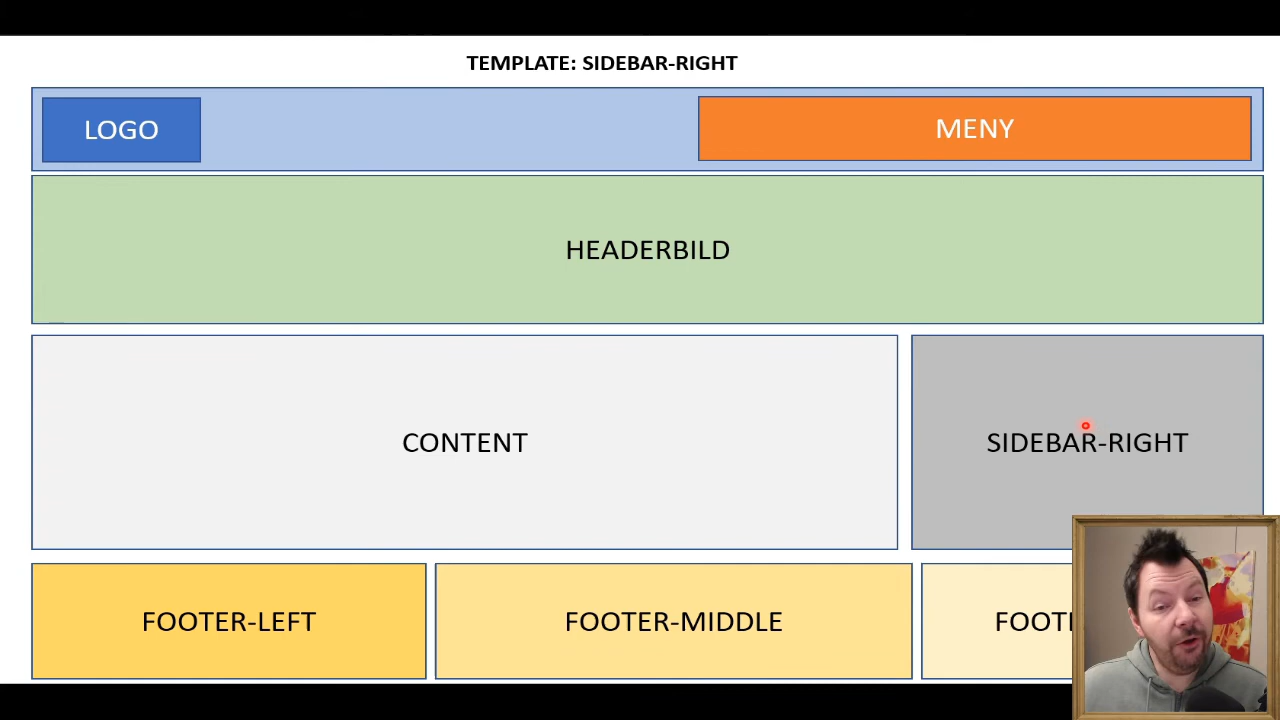 TEMPLATE: SIDEBAR-RIGHT
LOGO
MENY
HEADERBILD
CONTENT
SIDEBAR-RIGHT
FOOTER-LEFT
FOOTER-MIDDLE